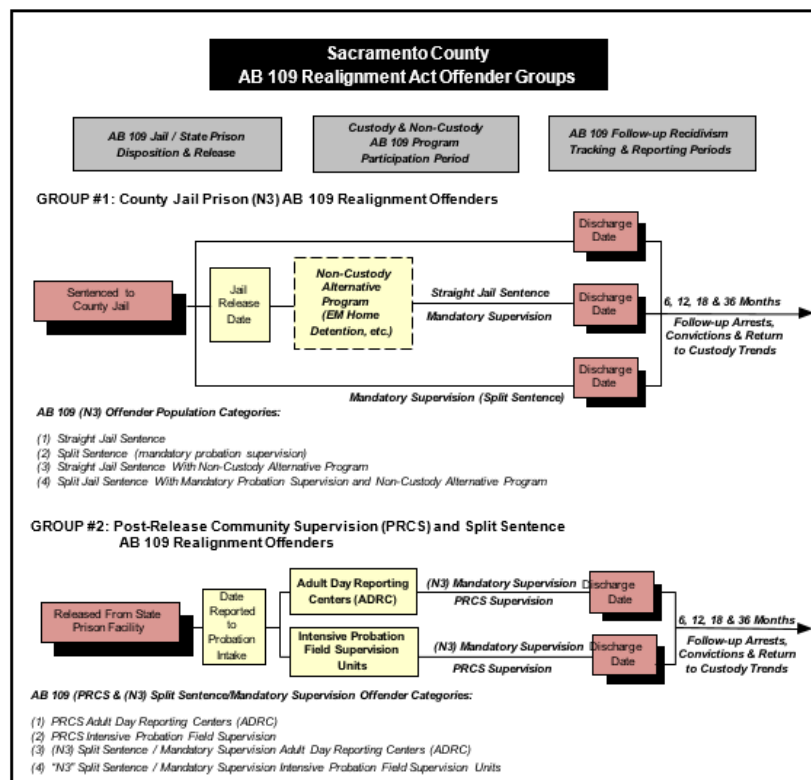 Sacramento County
AB 109 Realignment Act Offender Groups
AB 109 Jail / State Prison
Disposition & Release
Custody & Non-Custody
AB 109 Program
Participation Period
AB 109 Follow-up Recidivism
Tracking & Reporting Periods
GROUP #1: County Jail Prison (N3) AB 109 Realignment Offenders
Discharge
Date
Sentenced to
County Jail
Jail
Release
Date
Non-Custody
Alternative
Program
(EM Home
Detention, etc.)
Straight Jail Sentence
Mandatory Supervision
Discharge
Date
6, 12, 18 & 36 Months
Follow-up Arrests,
Convictions & Return
to Custody Trends
Mandatory Supervision (Split Sentence)
Discharge
Date
AB 109 (N3) Offender Population Categories:
(1) Straight Jail Sentence
(2) Split Sentence (mandatory probation supervision)
(3) Straight Jail Sentence With Non-Custody Alternative Program
(4) Split Jail Sentence With Mandatory Probation Supervision and Non-Custody Alternative Program
GROUP #2: Post-Release Community Supervision (PRCS) and Split Sentence
AB 109 Realignment Offenders
Released From State
Prison Facility
Date
Reported
to
Probation
Intake
Adult Day Reporting
Centers (ADRC)
(N3) Mandatory Supervision
PRCS Supervision
Discharge
Date
Intensive Probation
Field Supervision
Units
(N3) Mandatory Supervision
PRCS Supervision
Discharge
Date
6, 12, 18 & 36 Months
Follow-up Arrests,
Convictions & Return
to Custody Trends
AB 109 (PRCS & (N3) Split Sentence/Mandatory Supervision Offender Categories:
(1) PRCS Adult Day Reporting Centers (ADRC)
(2) PRCS Intensive Probation Field Supervision
(3) (N3) Split Sentence / Mandatory Supervision Adult Day Reporting Centers (ADRC)
(4) "N3" Split Sentence / Mandatory Supervision Intensive Probation Field Supervision Units